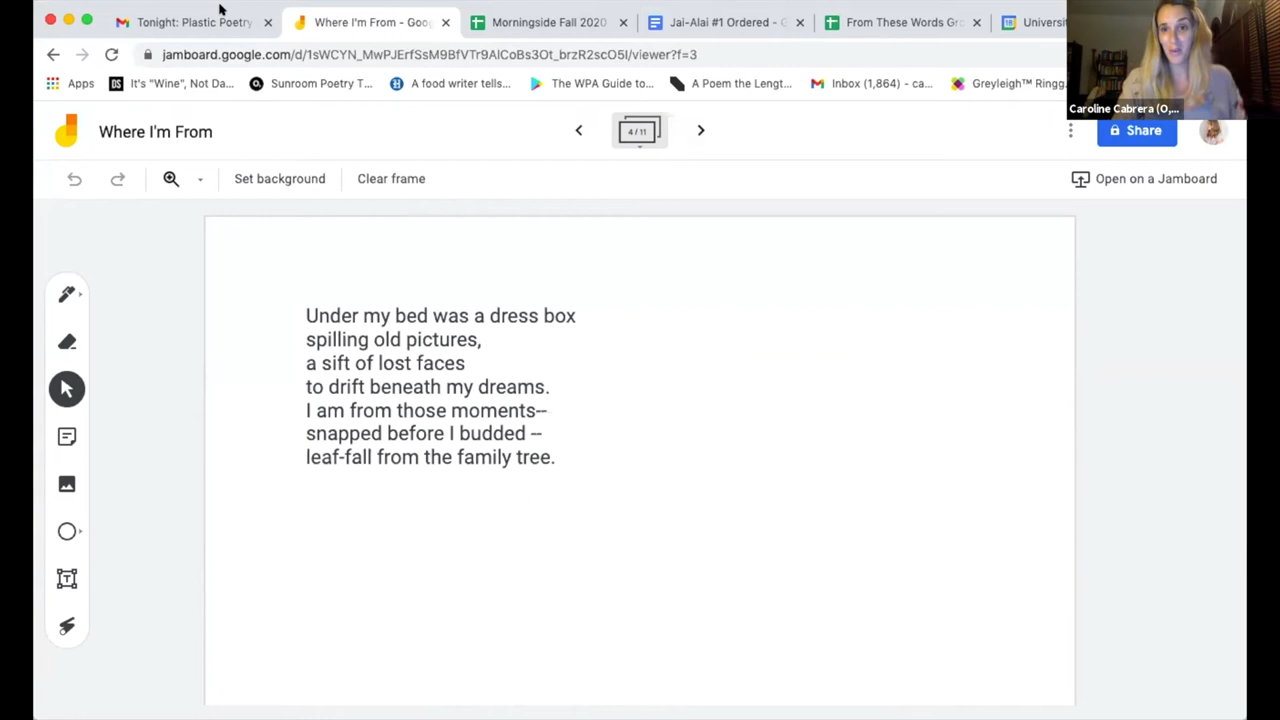 Tonight: Plastic Poetry
Where I'm From - Goo
Morningside Fall 2020
Jai-Alai #1 Ordered - G
From These Words Gr
Universi
jamboard.google.com/d/1sWCYN_MwPJErfSsM9BfVTr9AlCoBs3Ot_brzR2scO5I/viewer?f=3
Apps
It's "Wine", Not Da...
Sunroom Poetry T...
A food writer tells...
The WPA Guide to...
A Poem the Lengt...
Inbox (1,864) - ca...
Greyleigh™ Ringg
Caroline Cabrera (O,...
Where I'm From
4 / 11
Share
Set background
Clear frame
Open on a Jamboard
Under my bed was a dress box
spilling old pictures,
a sift of lost faces
to drift beneath my dreams.
I am from those moments--
snapped before I budded --
leaf-fall from the family tree.